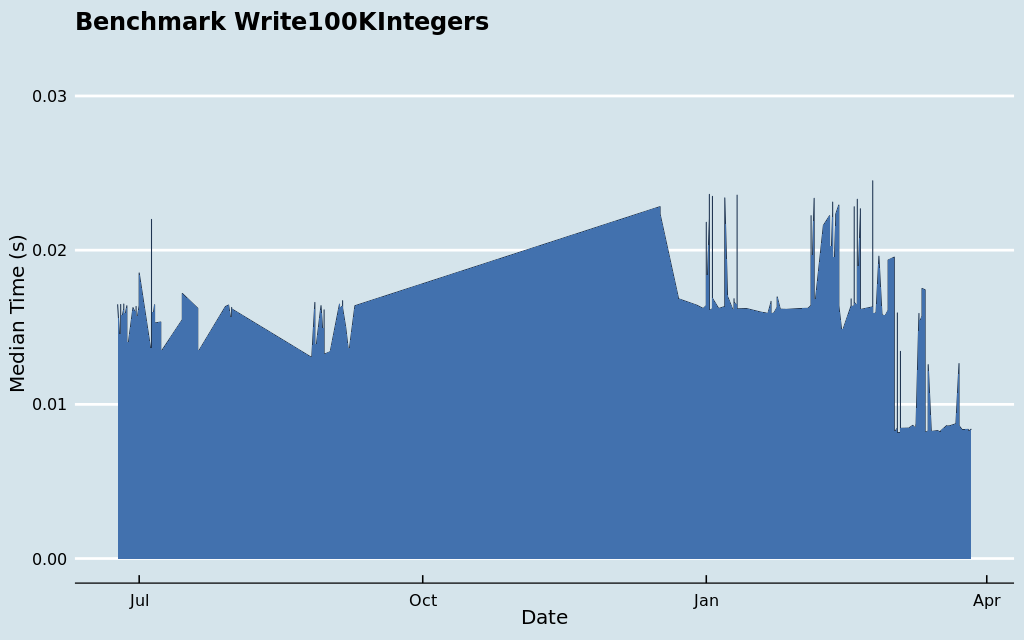 Benchmark Write100KIntegers
0.03
0.02
0.01
0.00
Median Time (s)
Jul
Oct
Jan
Apr
Date